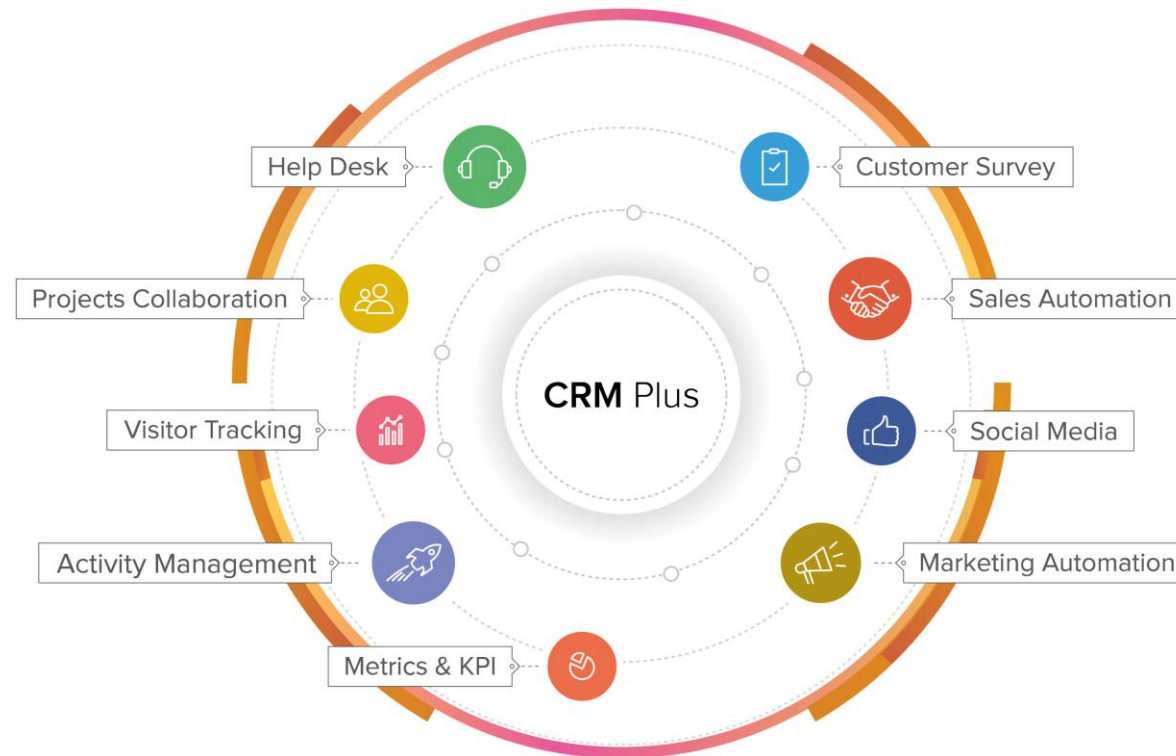 Help Desk
Customer Survey
Projects Collaboration
Sales Automation
CRM Plus
Visitor Tracking
Social Media
Activity Management
Marketing Automation
Metrics & KPI